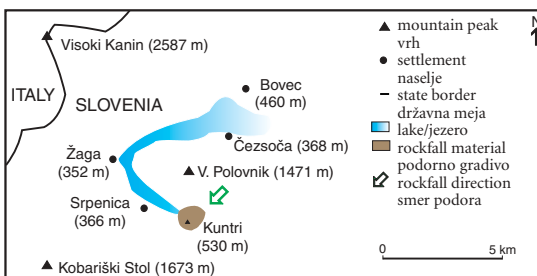 Visoki Kanin (2587 m)
ITALY
SLOVENIA
Bovec
(460 m)
Čezsoča (368 m)
Žaga
(352 m)
V. Polovnik (1471 m)
Srpenica
(366 m)
Kuntri
(530 m)
Kobariški Stol (1673 m)
N
mountain peak
vrh
settlement
naselje
state border
državna meja
lake/jezero
rockfall material
podorno gradivo
rockfall direction
smer podora
0 5 km